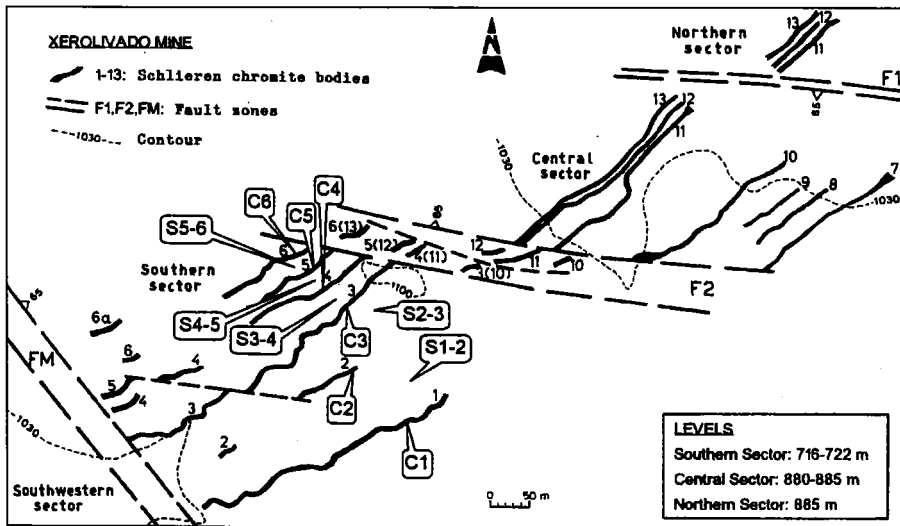 XEROLIVADO MINE
1-13: Schlieren chromite bodies
F1,F2,FM: Fault zones
1030 Contour
N
Northern
sector
13
12
11
F1
85
13
12
11
1030
Central
sector
10
9
8
7
1030
C4
C6
C5
S5-6
85
6(13)
5(12)
4(11)
12
3(10)
11
10
F2
6
5
4
3
1100
Southern
sector
S4-5
S3-4
S2-3
C3
S1-2
65
FM
6a
6
5
4
4
2
C2
1
C1
3
2
1030
Southwestern
sector
0 50 m
LEVELS
Southern Sector: 716-722 m
Central Sector: 880-885 m
Northern Sector: 885 m